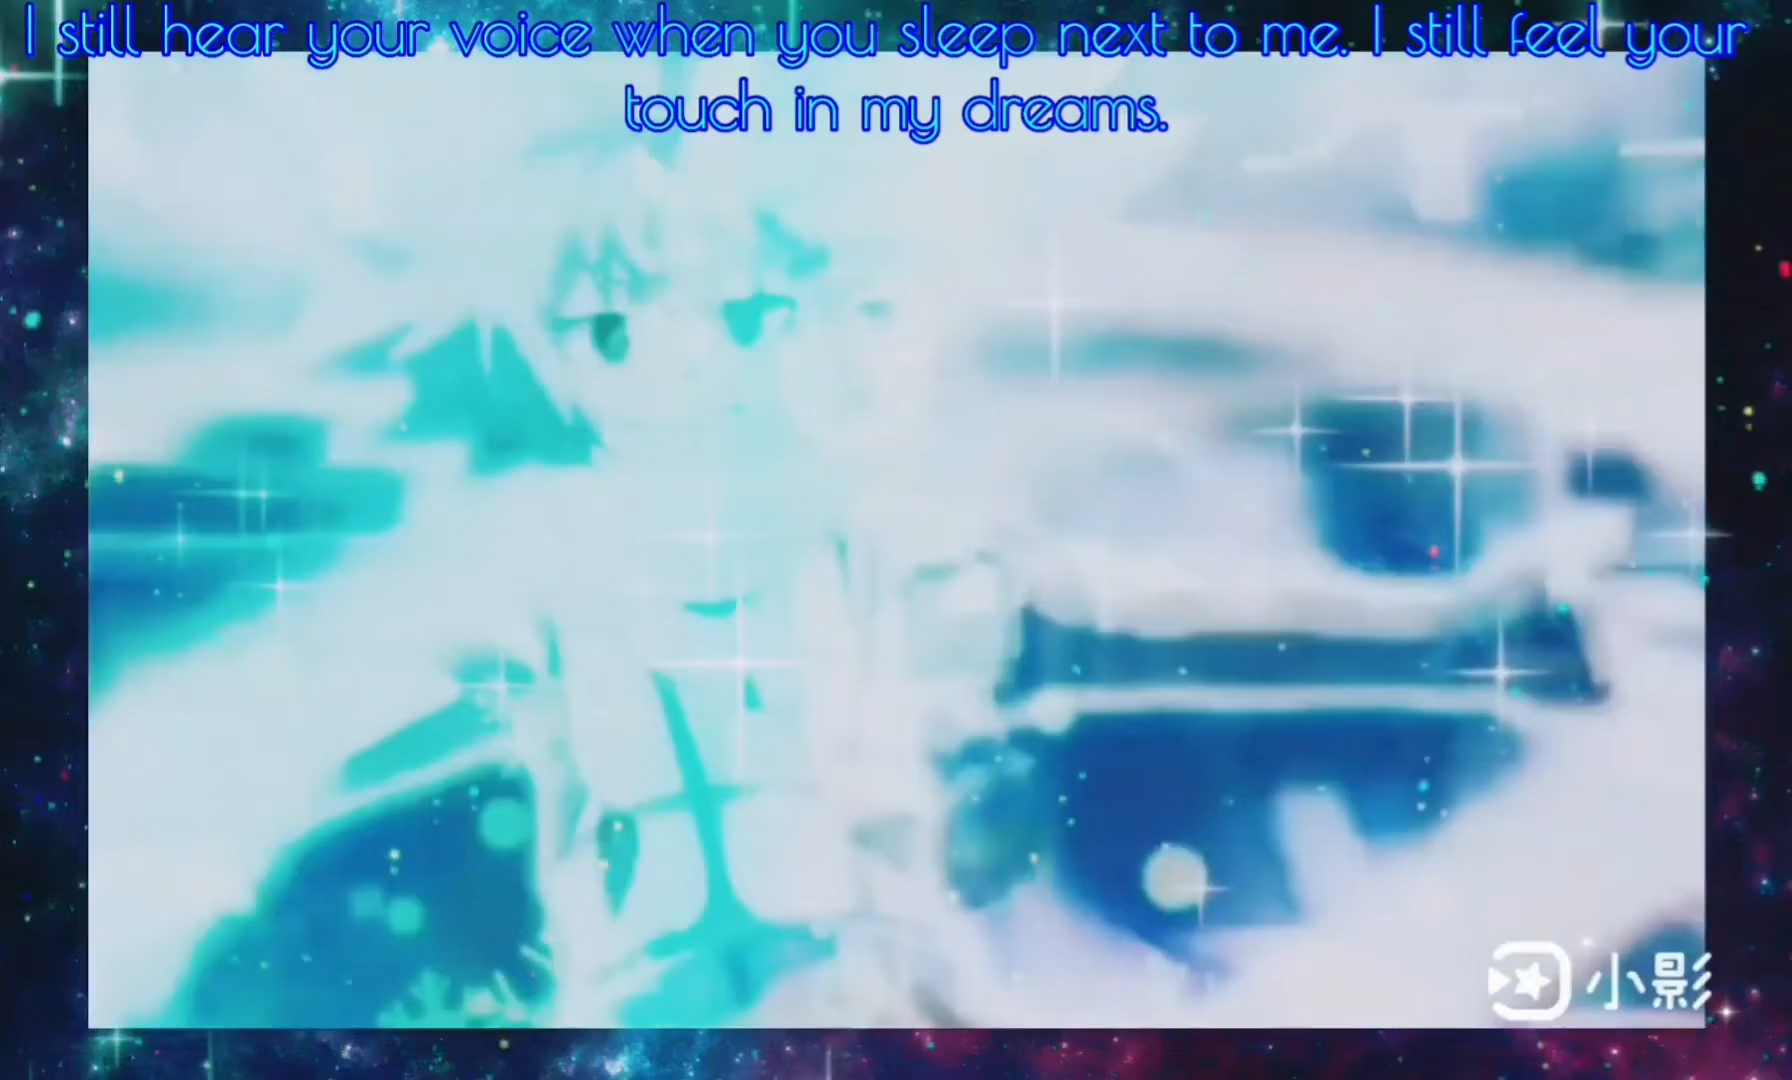 I still hear your voice when you sleep next to me. I still feel your
touch in my dreams.
小影